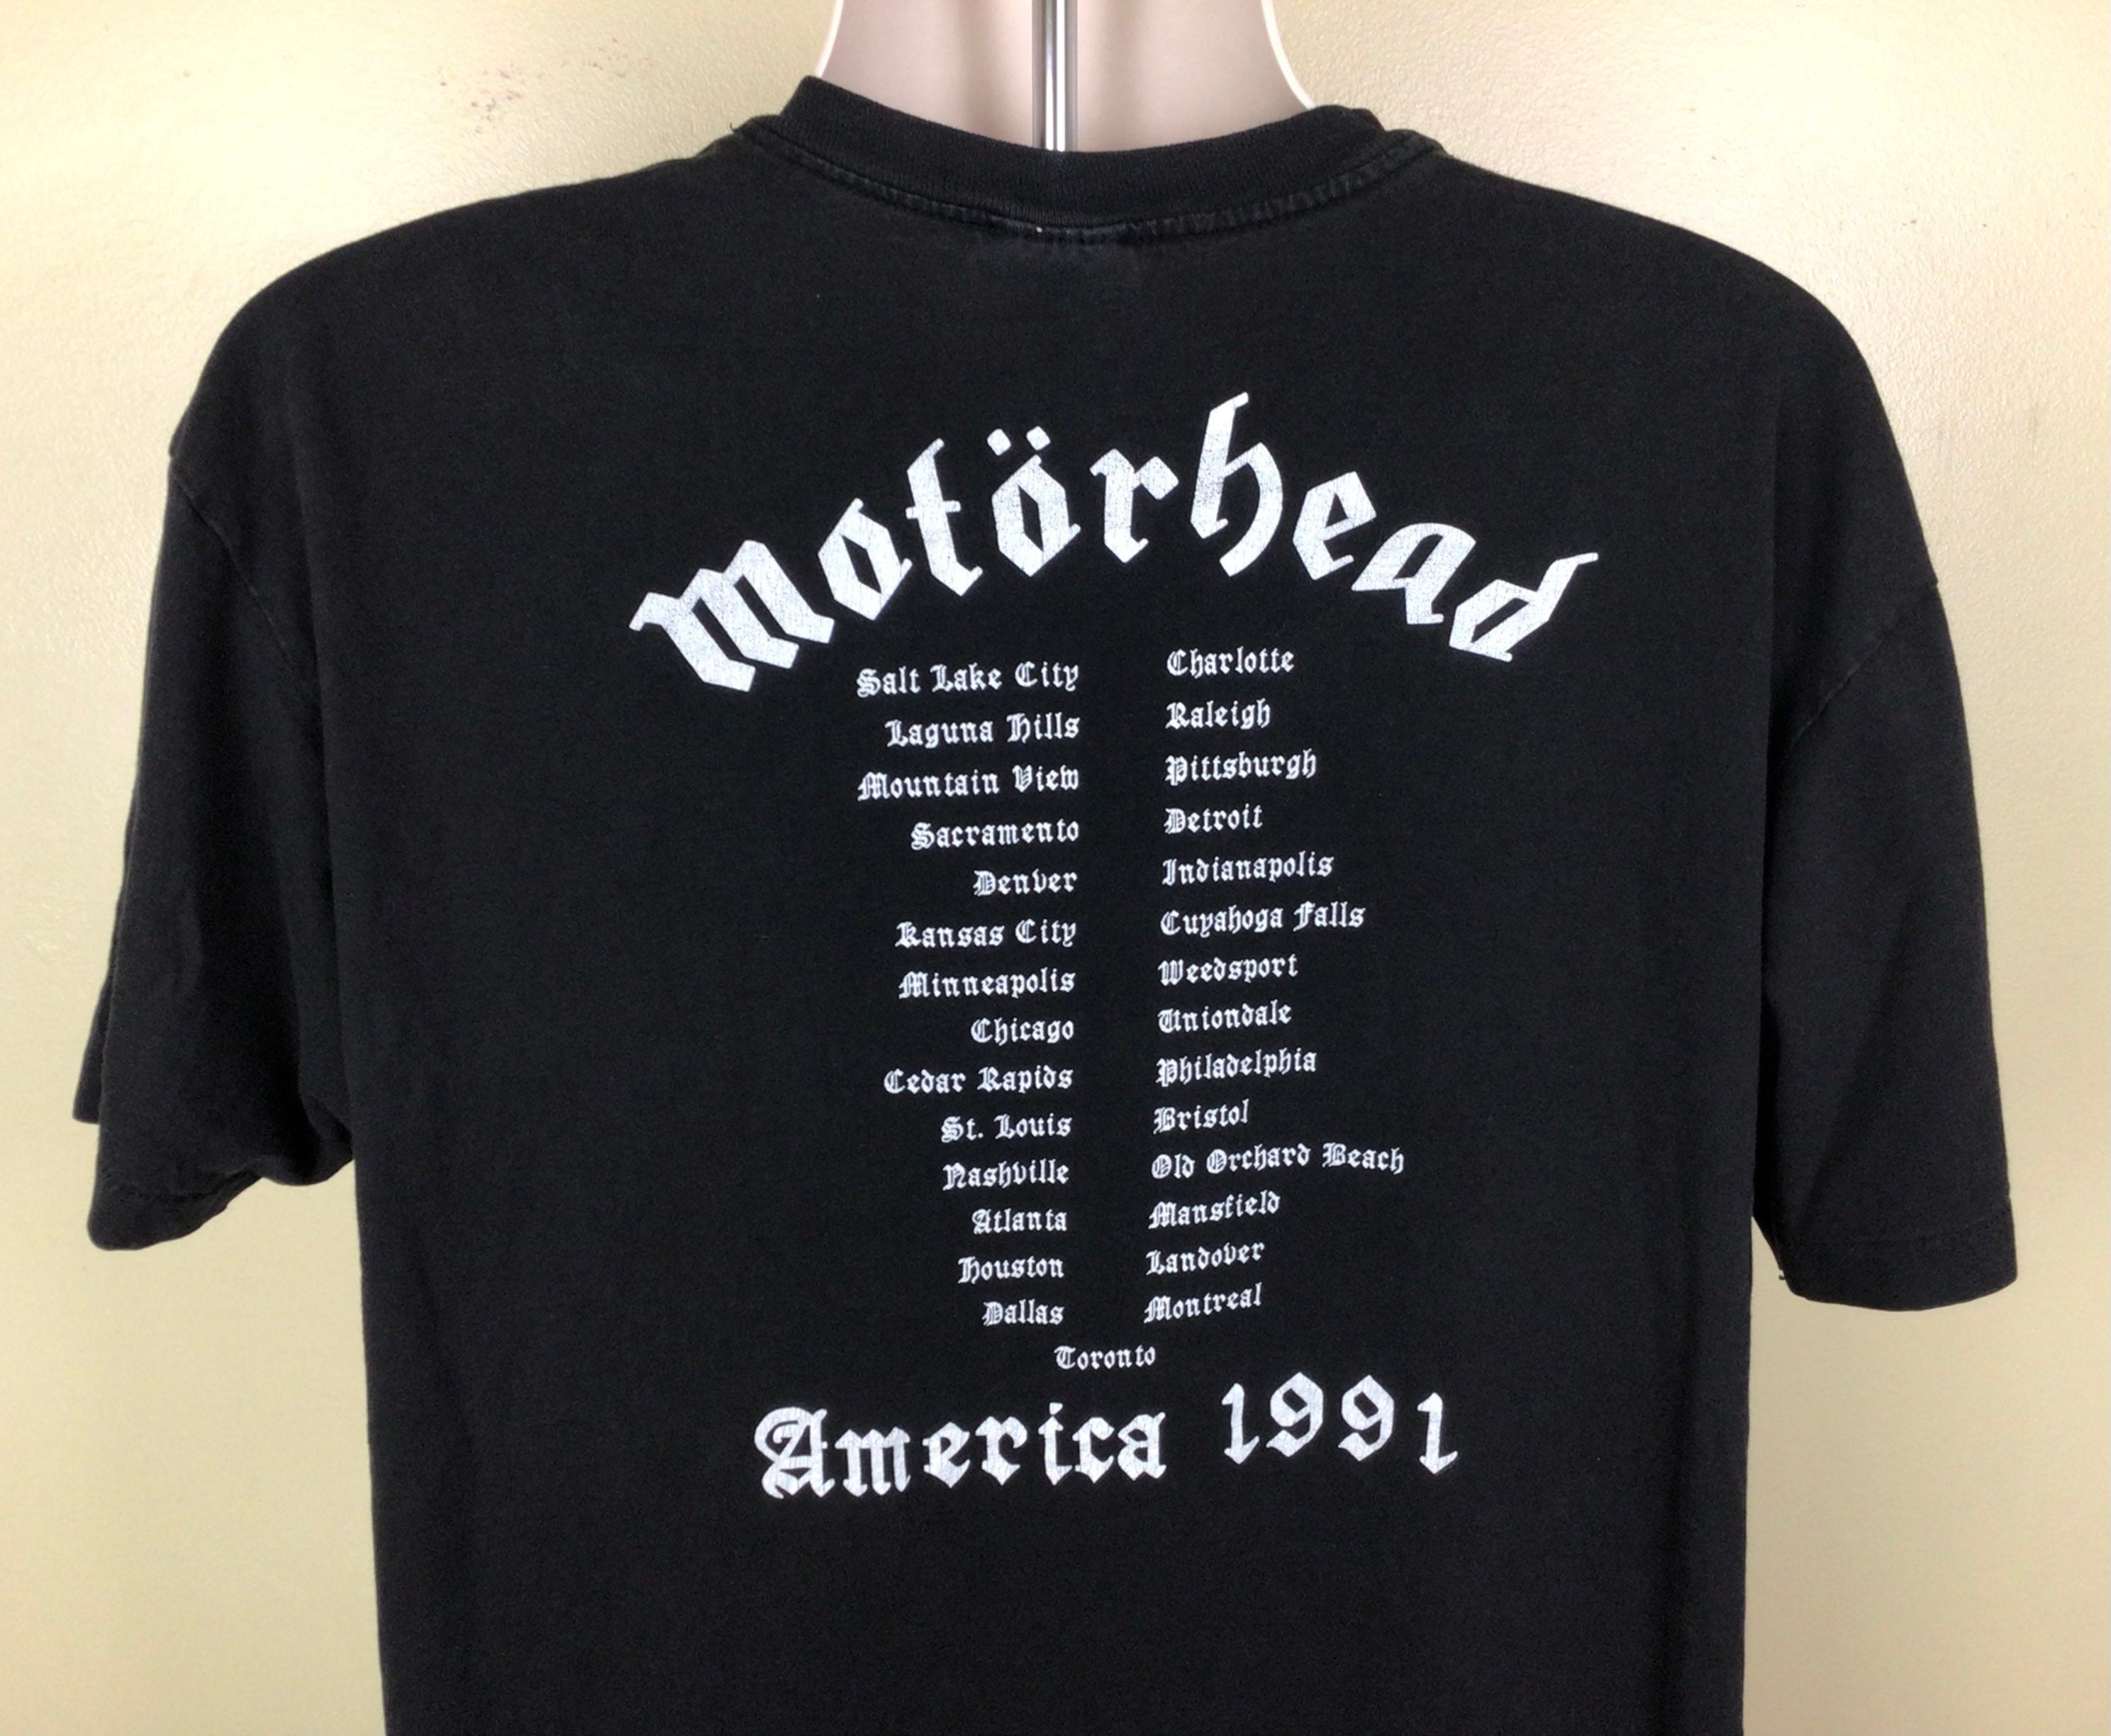 Motörhead
Salt Lake City
Laguna Hills
Mountain View
Sacramento
Denver
Kansas City
Minneapolis
Chicago
Cedar Rapids
St. Louis
Nashville
Atlanta
Houston
Dallas
Charlotte
Raleigh
Pittsburgh
Detroit
Indianapolis
Cuyahoga Falls
Weedsport
Uniondale
Philadelphia
Bristol
Old Orchard Beach
Mansfield
Landover
Montreal
Toronto
America 1991